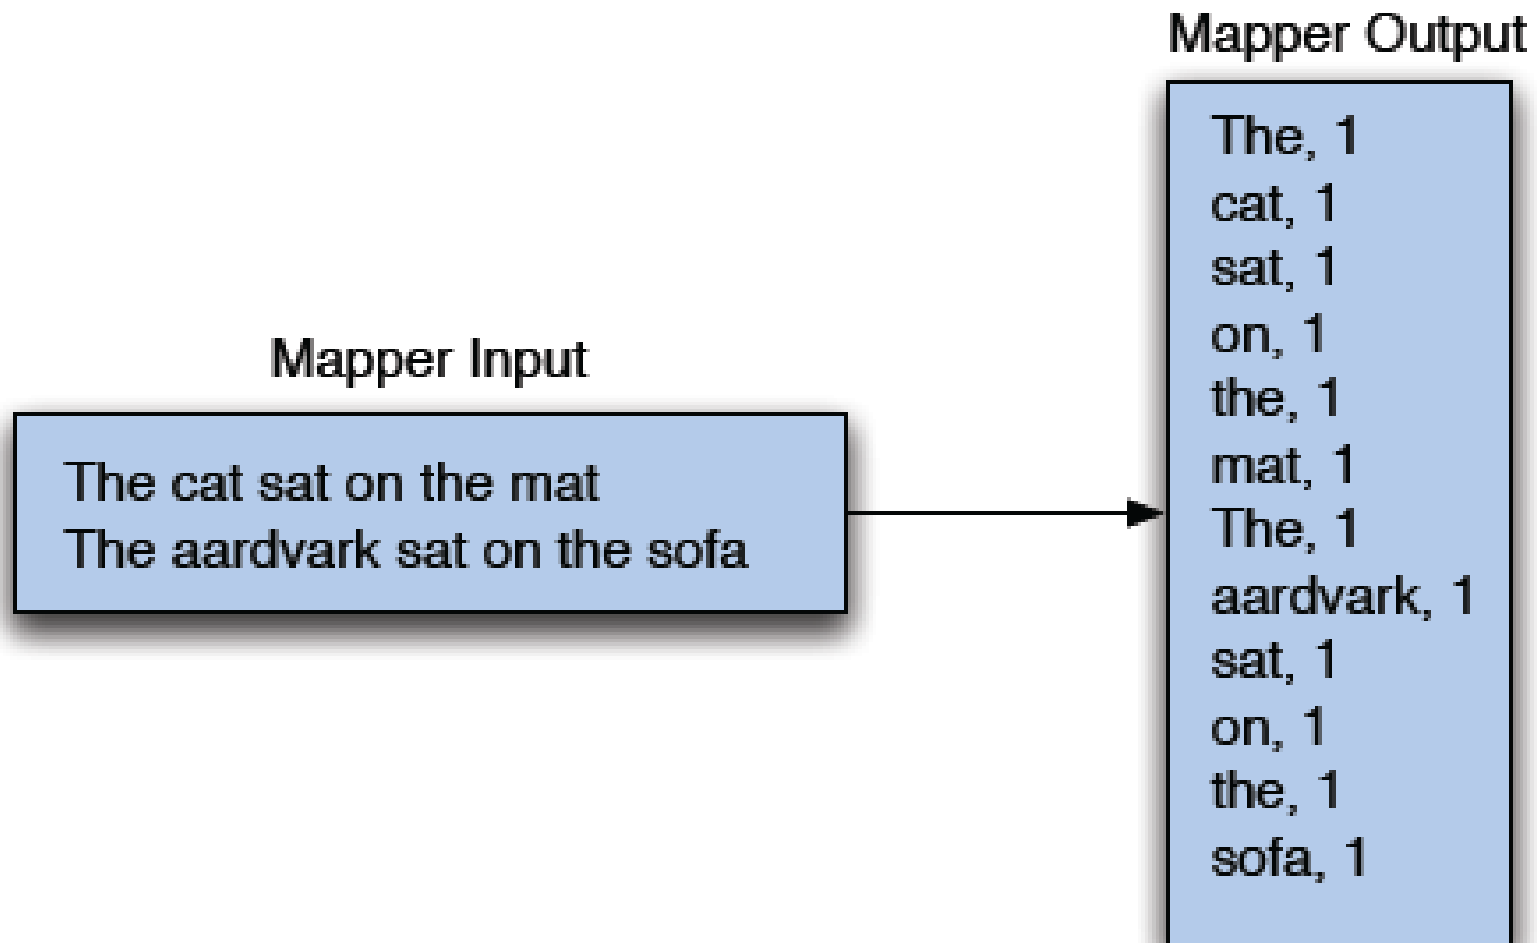 Mapper Input
The cat sat on the mat
The aardvark sat on the sofa
Mapper Output
The, 1
cat, 1
sat, 1
on, 1
the, 1
mat, 1
The, 1
aardvark, 1
sat, 1
on, 1
the, 1
sofa, 1